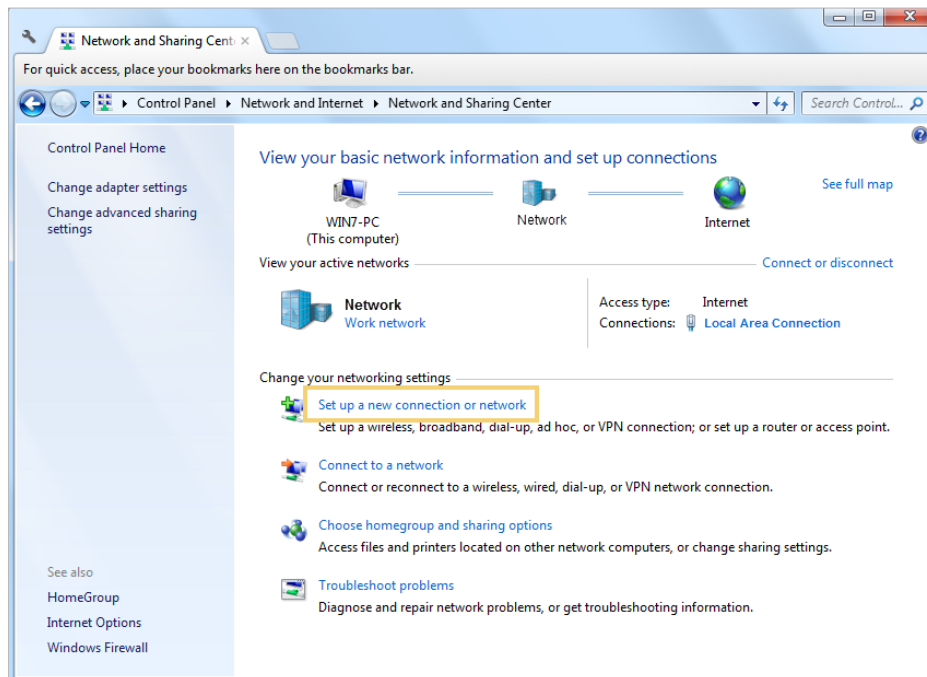 Network and Sharing Cent
For quick access, place your bookmarks here on the bookmarks bar.
Control Panel Network and Internet Network and Sharing Center
Search Control...
Control Panel Home
Change adapter settings
Change advanced sharing
settings
View your basic network information and set up connections
See full map
WIN7-PC
(This computer)
Network
Internet
View your active networks
Connect or disconnect
Network
Work network
Access type: Internet
Connections: Local Area Connection
Change your networking settings
Set up a new connection or network
Set up a wireless, broadband, dial-up, ad hoc, or VPN connection; or set up a router or access point.
Connect to a network
Connect or reconnect to a wireless, wired, dial-up, or VPN network connection.
Choose homegroup and sharing options
Access files and printers located on other network computers, or change sharing settings.
Troubleshoot problems
Diagnose and repair network problems, or get troubleshooting information.
See also
HomeGroup
Internet Options
Windows Firewall